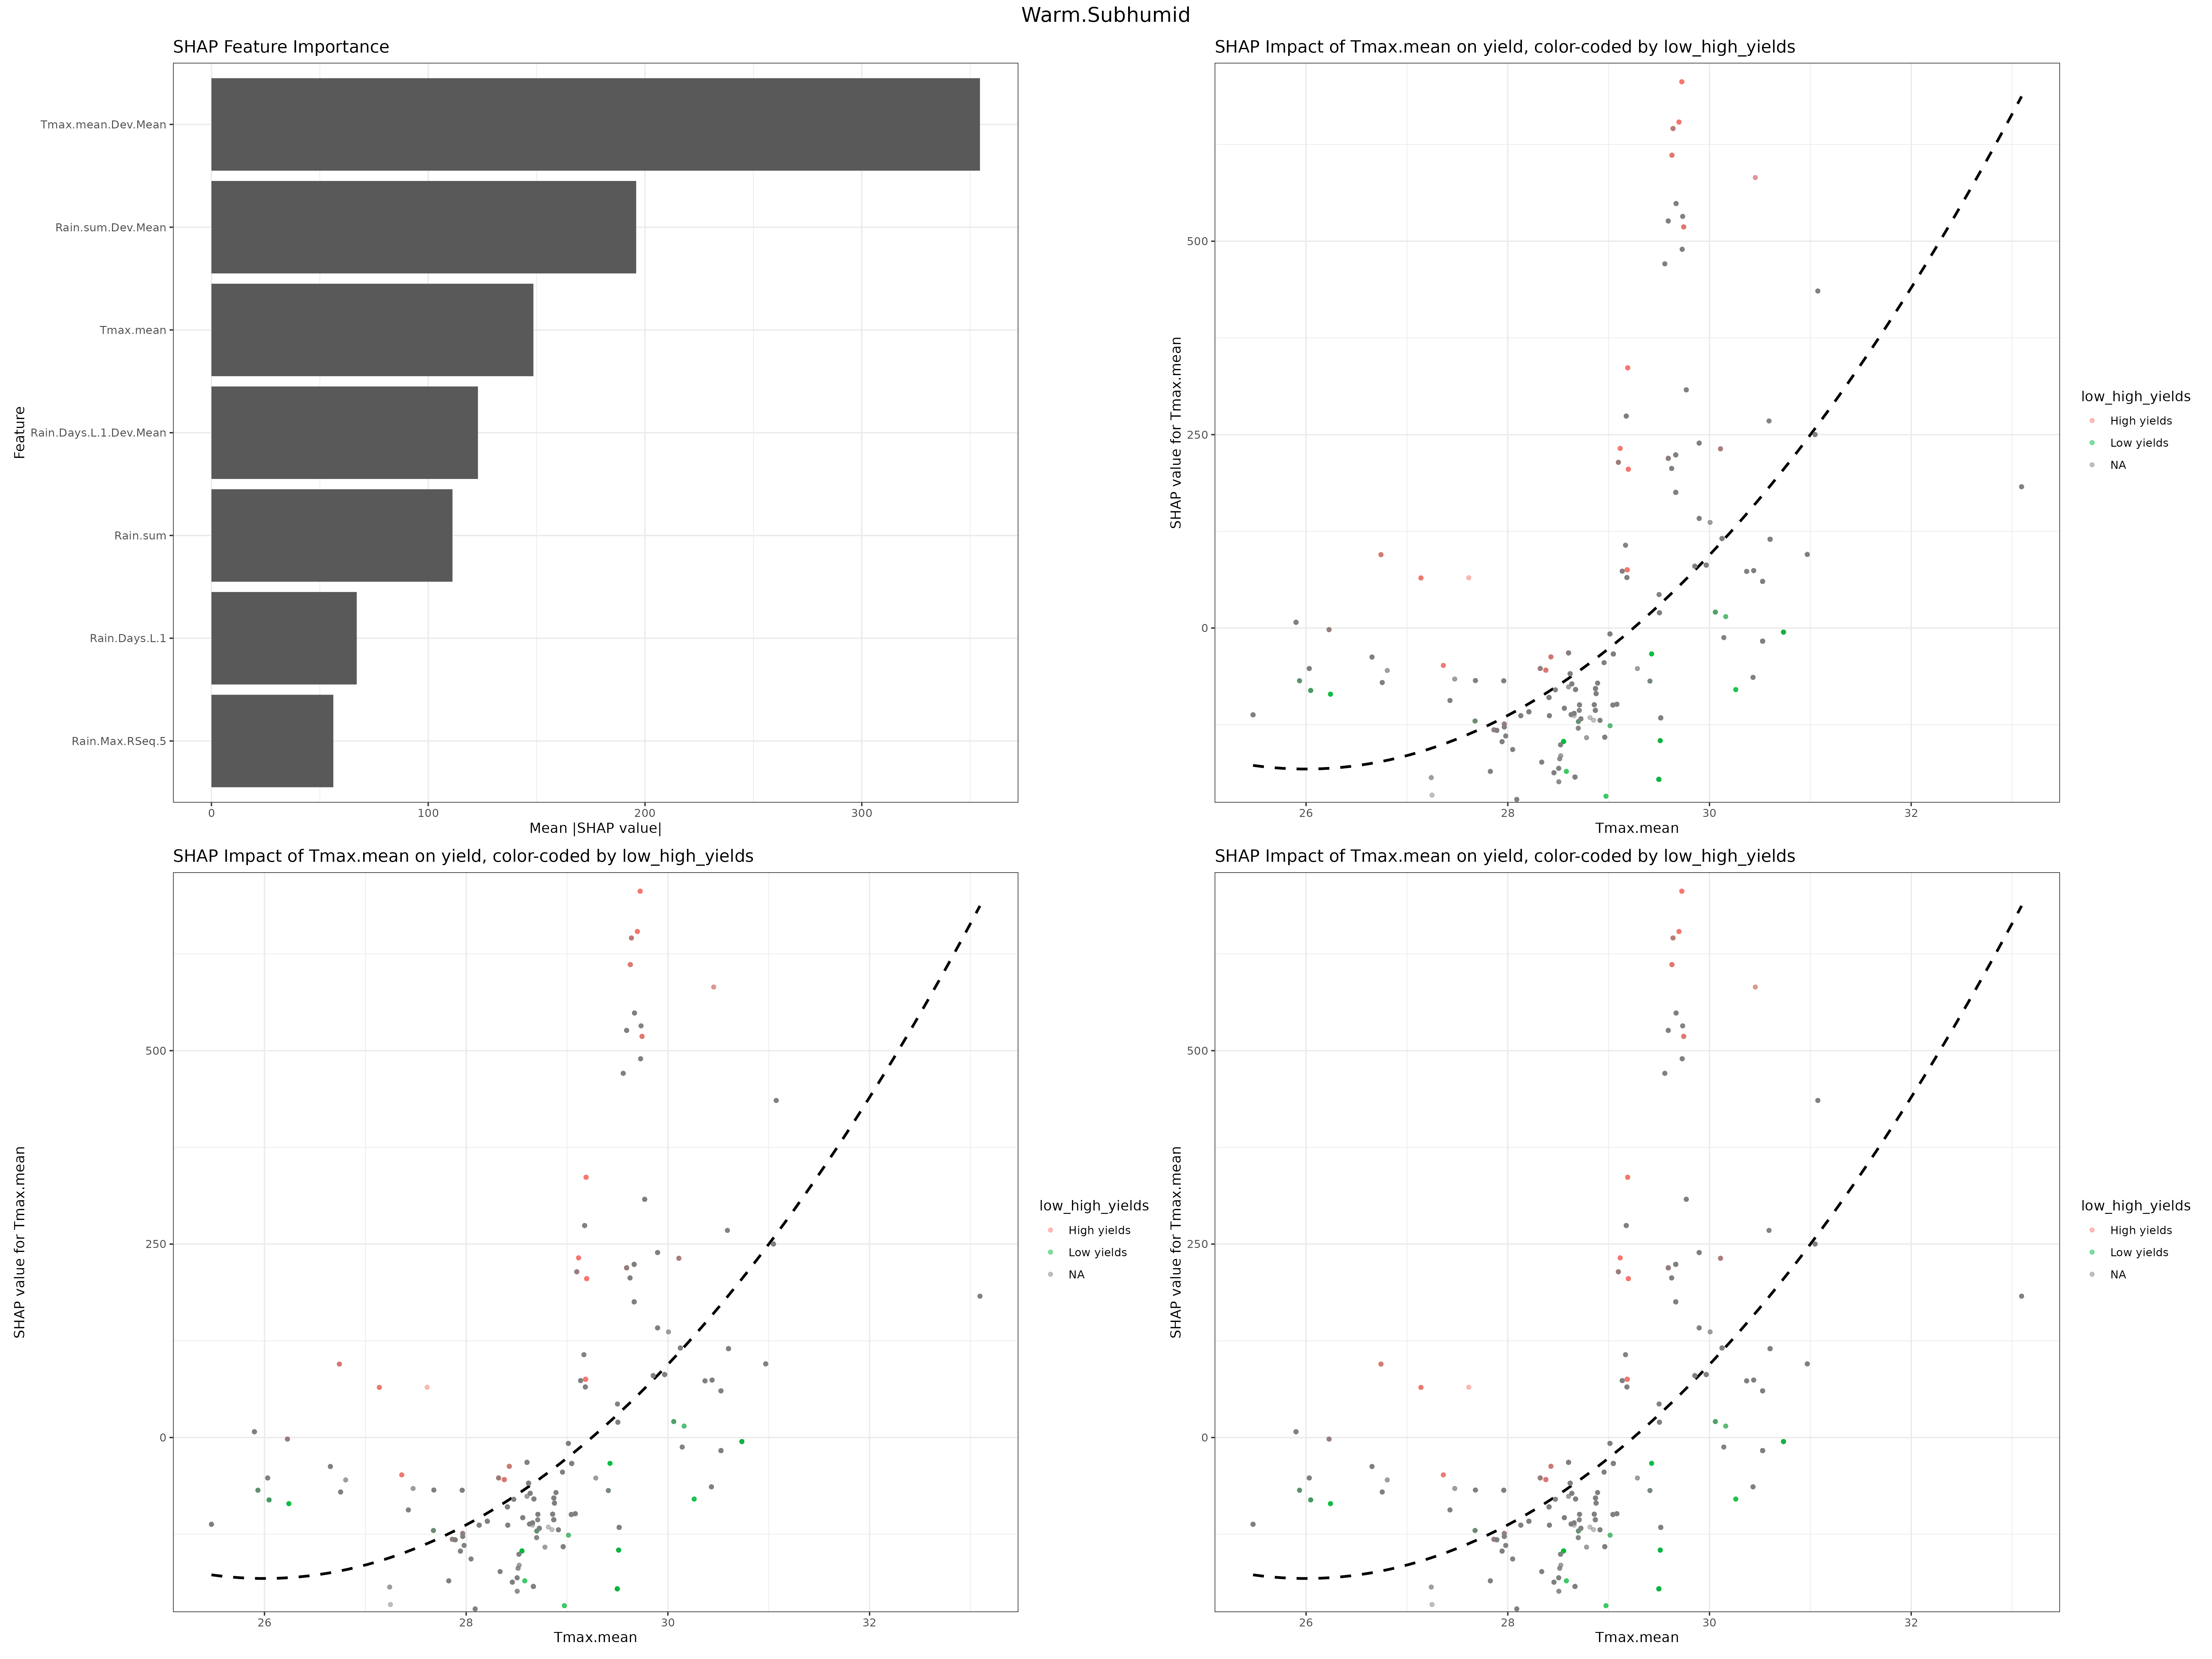 Warm.Subhumid
SHAP Feature Importance
Feature
Tmax.mean.Dev.Mean
Rain.sum.Dev.Mean
Tmax.mean
Rain.Days.L.1.Dev.Mean
Rain.sum
Rain.Days.L.1
Rain.Max.RSeq.5
0 100 200 300
Mean |SHAP value|
SHAP Impact of Tmax.mean on yield, color-coded by low_high_yields
SHAP value for Tmax.mean
500
250
0
26 28 30 32
Tmax.mean
low_high_yields
High yields
Low yields
NA
SHAP Impact of Tmax.mean on yield, color-coded by low_high_yields
SHAP value for Tmax.mean
500
250
0
26 28 30 32
Tmax.mean
low_high_yields
High yields
Low yields
NA
SHAP Impact of Tmax.mean on yield, color-coded by low_high_yields
SHAP value for Tmax.mean
500
250
0
26 28 30 32
Tmax.mean
low_high_yields
High yields
Low yields
NA